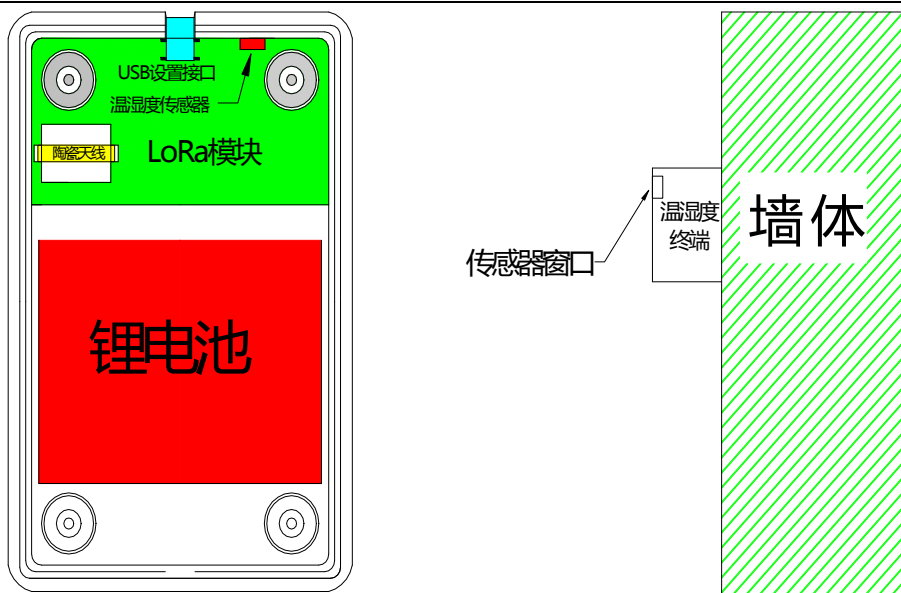 USB设置接口
温湿度传感器
陶瓷天线
LoRa模块
锂电池
传感器窗口
温湿度
终端
墙体